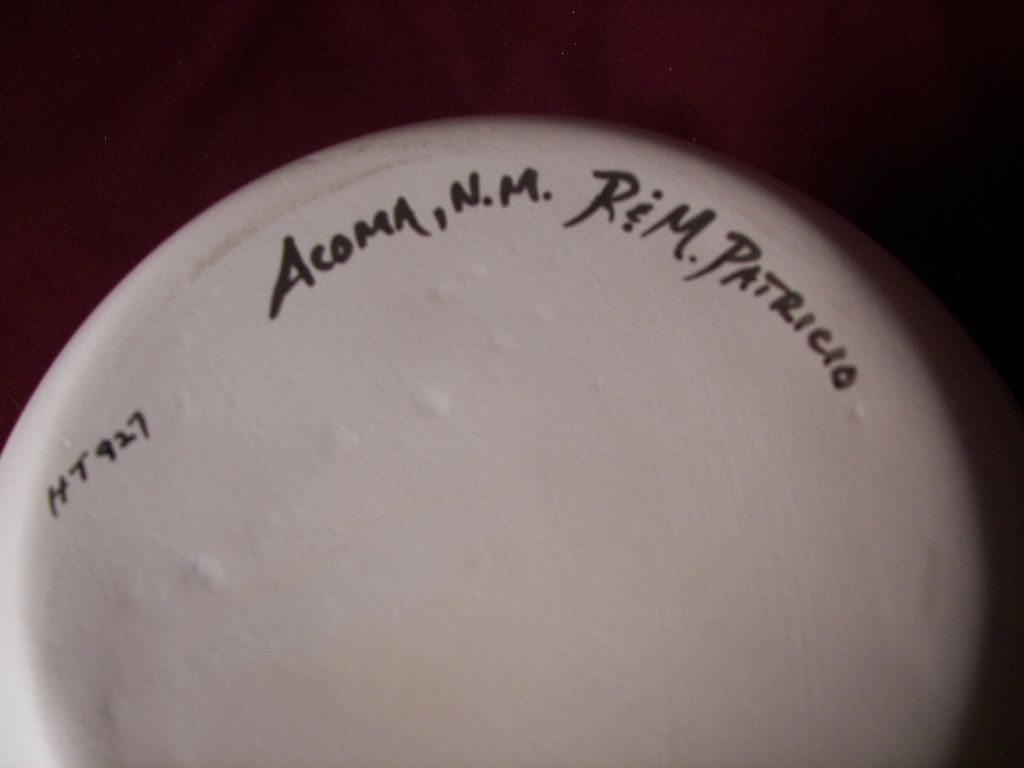 ACOMA, N.M. R & M. PATRICIO
HT927